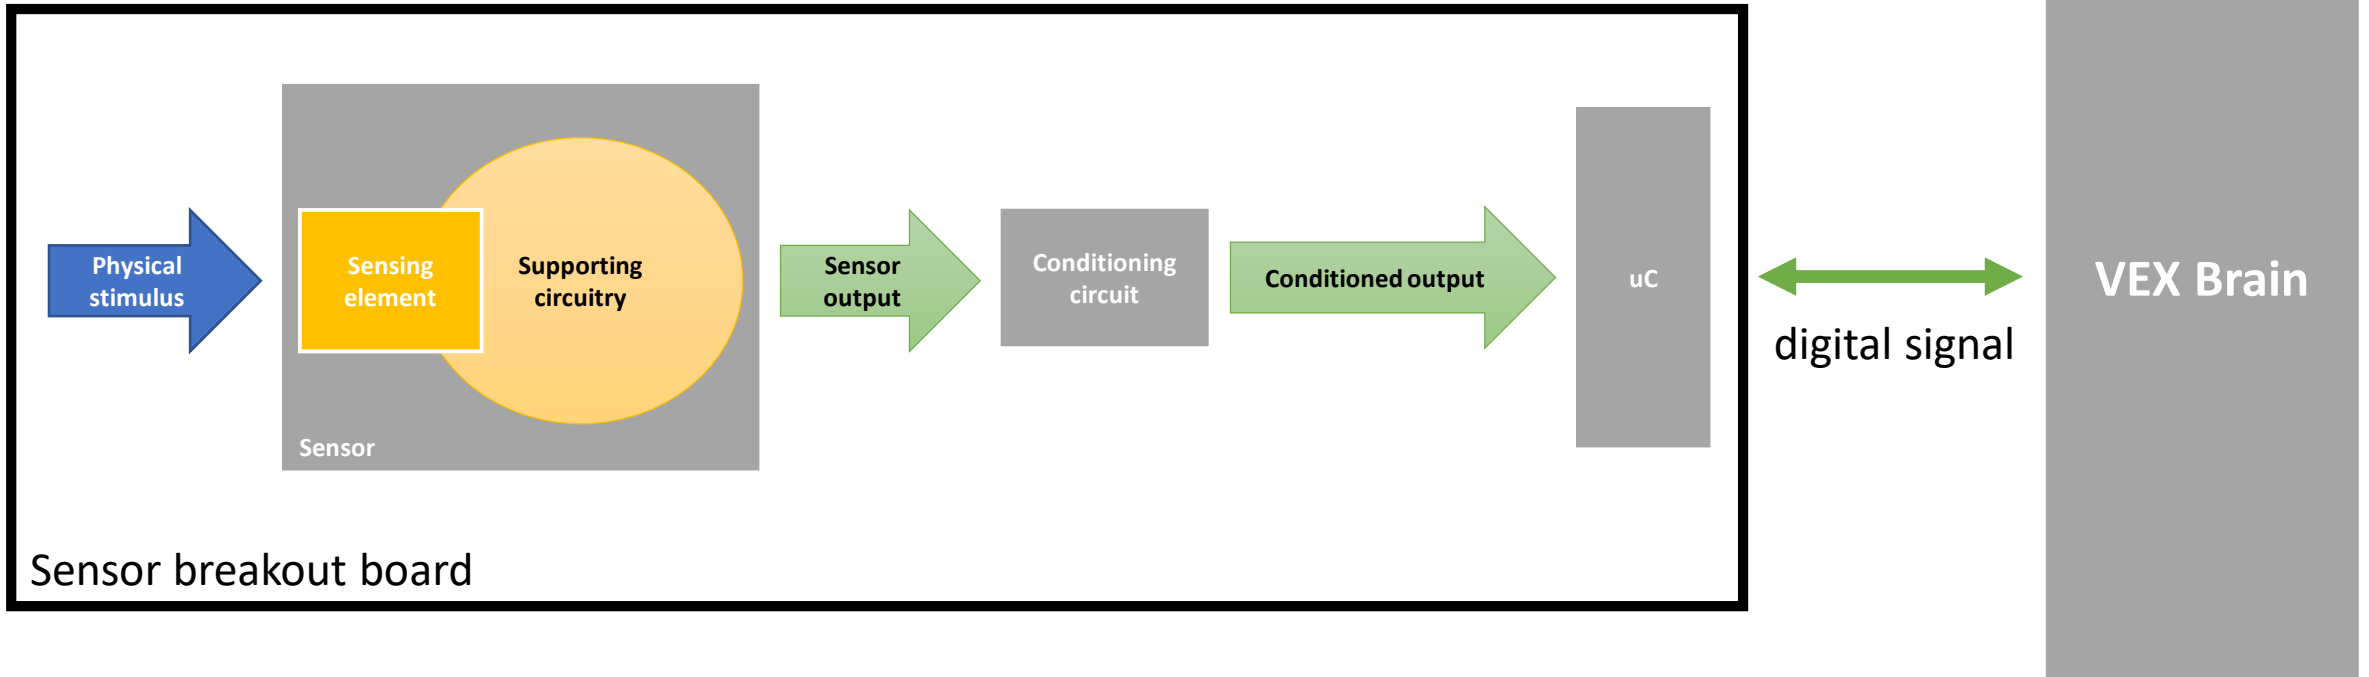 Physical
stimulus
Sensing
element
Supporting
circuitry
Sensor
Sensor
output
Conditioning
circuit
Conditioned output
uC
digital signal
VEX Brain
Sensor breakout board